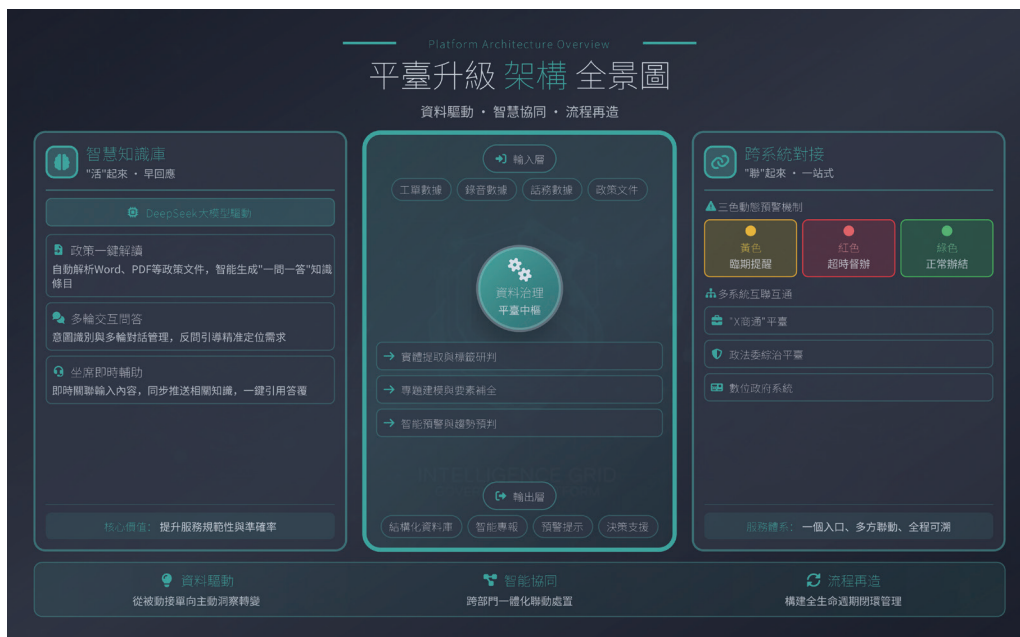 Platform Architecture Overview
平臺升級 架構 全景圖
資料驅動 · 智慧協同 · 流程再造
智慧知識庫
"活"起來 · 早回應
DeepSeek大模型驅動
政策一鍵解讀
自動解析Word、PDF等政策文件，智能生成"一問一答"知識
條目
多輪交互問答
意圖識別與多輪對話管理，反問引導精准定位需求
坐席即時輔助
即時關聯輸入內容，同步推送相關知識，一鍵引用答覆
核心價值： 提升服務規範性與準確率
輸入層
工單數據
錄音數據
話務數據
政策文件
資料治理
平臺中樞
實體提取與標籤研判
專題建模與要素補全
智能預警與趨勢預判
INTELLIGENCE GRID
輸出層
結構化資料庫
智能專報
預警提示
決策支援
跨系統對接
"聯"起來 · 一站式
三色動態預警機制
黃色
臨期提醒
紅色
超時督辦
綠色
正常辦結
多系統互聯互通
"X商通"平臺
政法委綜治平臺
數位政府系統
服務體系： 一個入口、多方聯動、全程可溯
資料驅動
從被動接單向主動洞察轉變
智能協同
跨部門一體化聯動處置
流程再造
構建全生命週期閉環管理